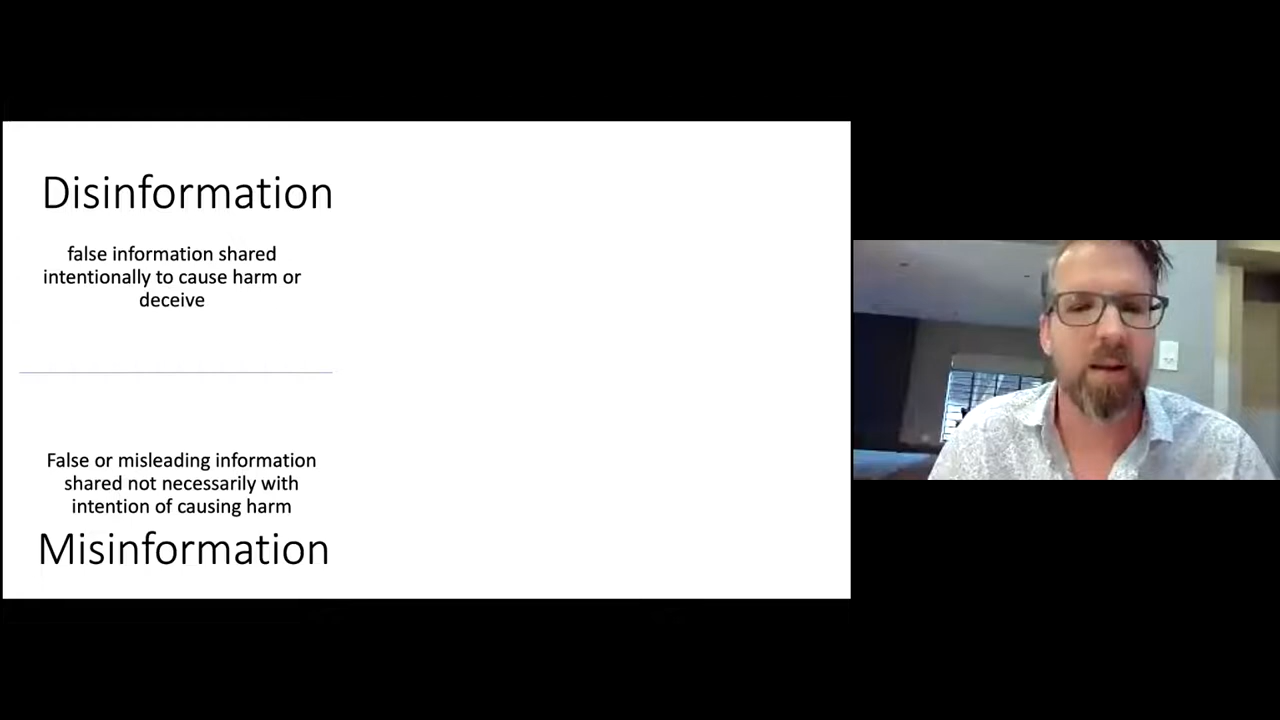 Disinformation
false information shared
intentionally to cause harm or
deceive
False or misleading information
shared not necessarily with
intention of causing harm
Misinformation